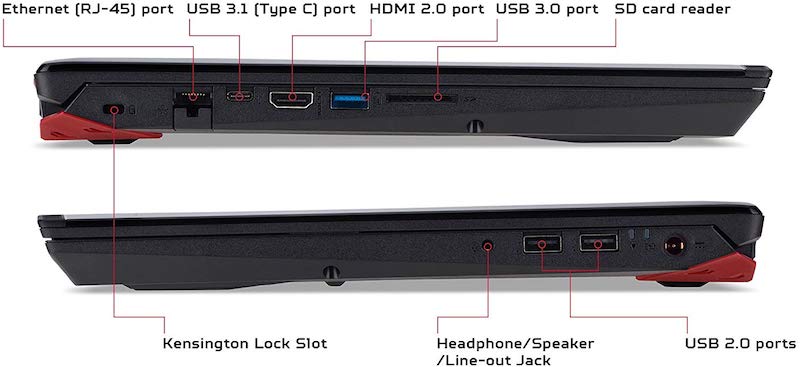 Ethernet (RJ-45) port
USB 3.1 (Type C) port
HDMI 2.0 port
USB 3.0 port
SD card reader
Kensington Lock Slot
Headphone/Speaker
/Line-out Jack
USB 2.0 ports